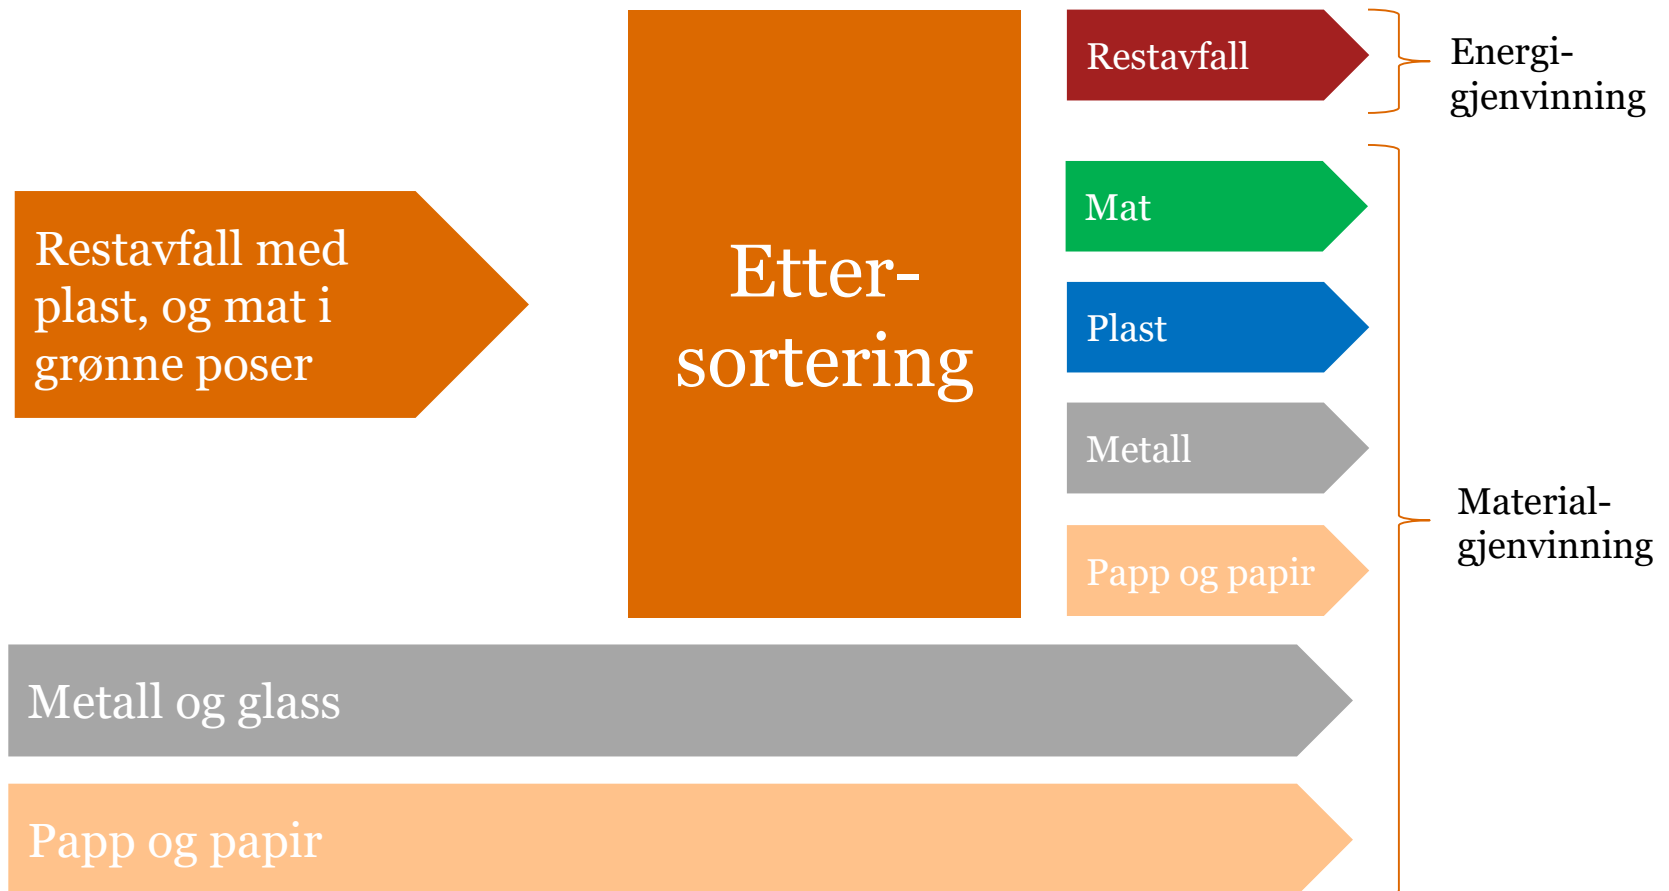 Restavfall med
plast, og mat i
grønne poser
Etter-
sortering
Restavfall
Mat
Plast
Metall
Papp og papir
Energi-
gjenvinning
Material-
gjenvinning
Metall og glass
Papp og papir